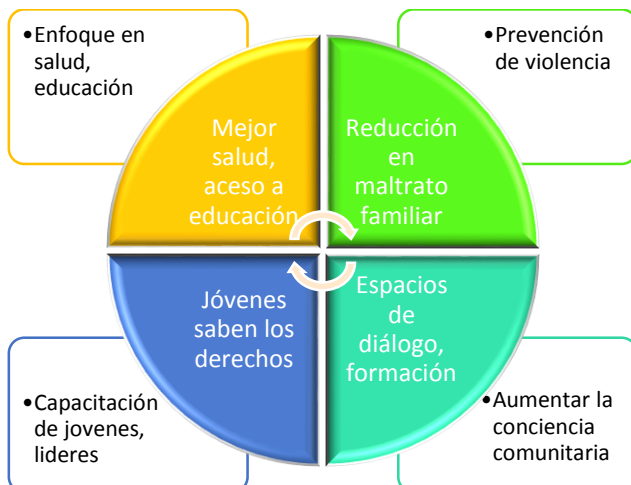 •Enfoque en
salud,
educación
•Prevención
de violencia
Mejor
salud,
aceso a
educación
Reducción
en
maltrato
familiar
Jóvenes
saben los
derechos
Espacios
de
diálogo,
formación
•Capacitación
de jovenes,
lideres
•Aumentar la
conciencia
comunitaria